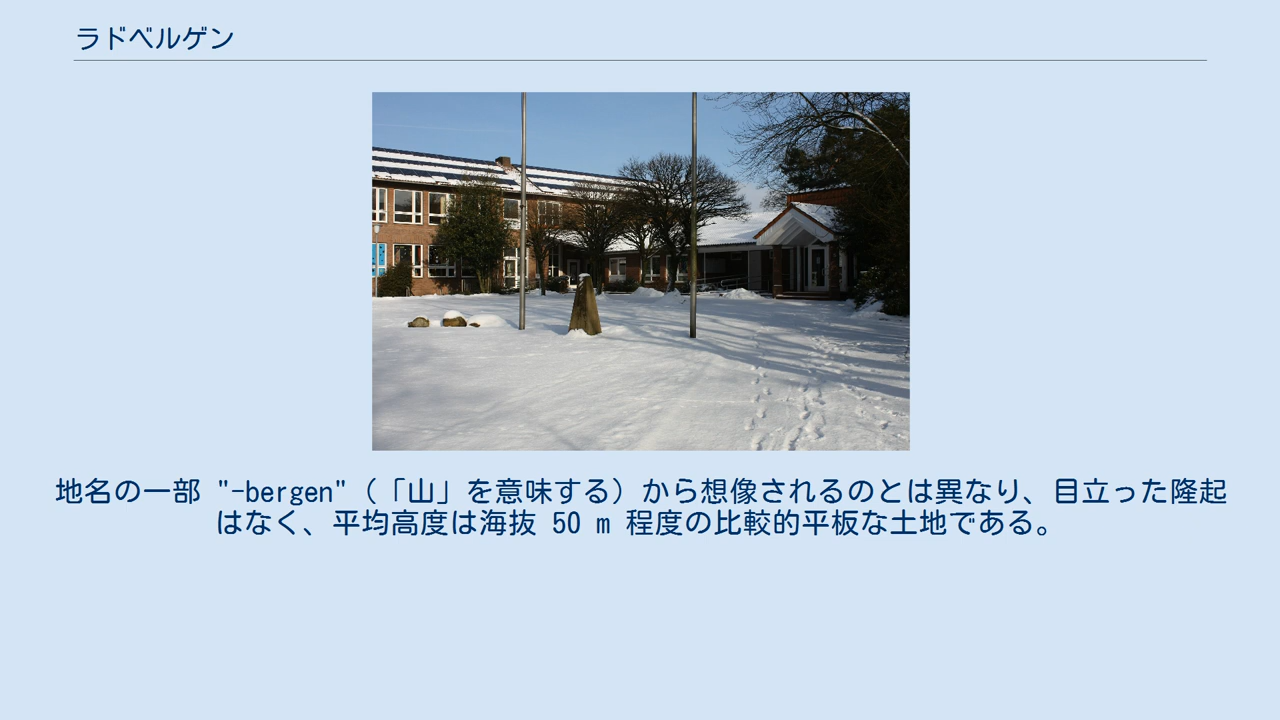 ラドベルゲン
地名の一部 "-bergen"（「山」を意味する）から想像されるのとは異なり、目立った隆起
はなく、平均高度は海抜 50 m 程度の比較的平板な土地である。